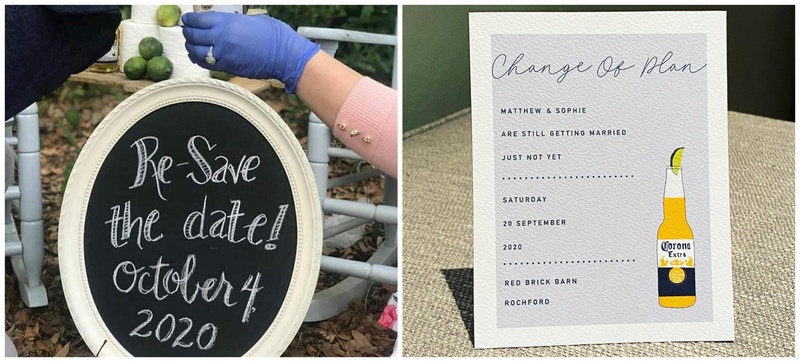 Re-Save
the date!
October 4
2020
Change Of Plan
MATTHEW & SOPHIE
ARE STILL GETTING MARRIED
JUST NOT YET
SATURDAY
20 SEPTEMBER
2020
Corona
Extra
RED BRICK BARN
ROCHFORD